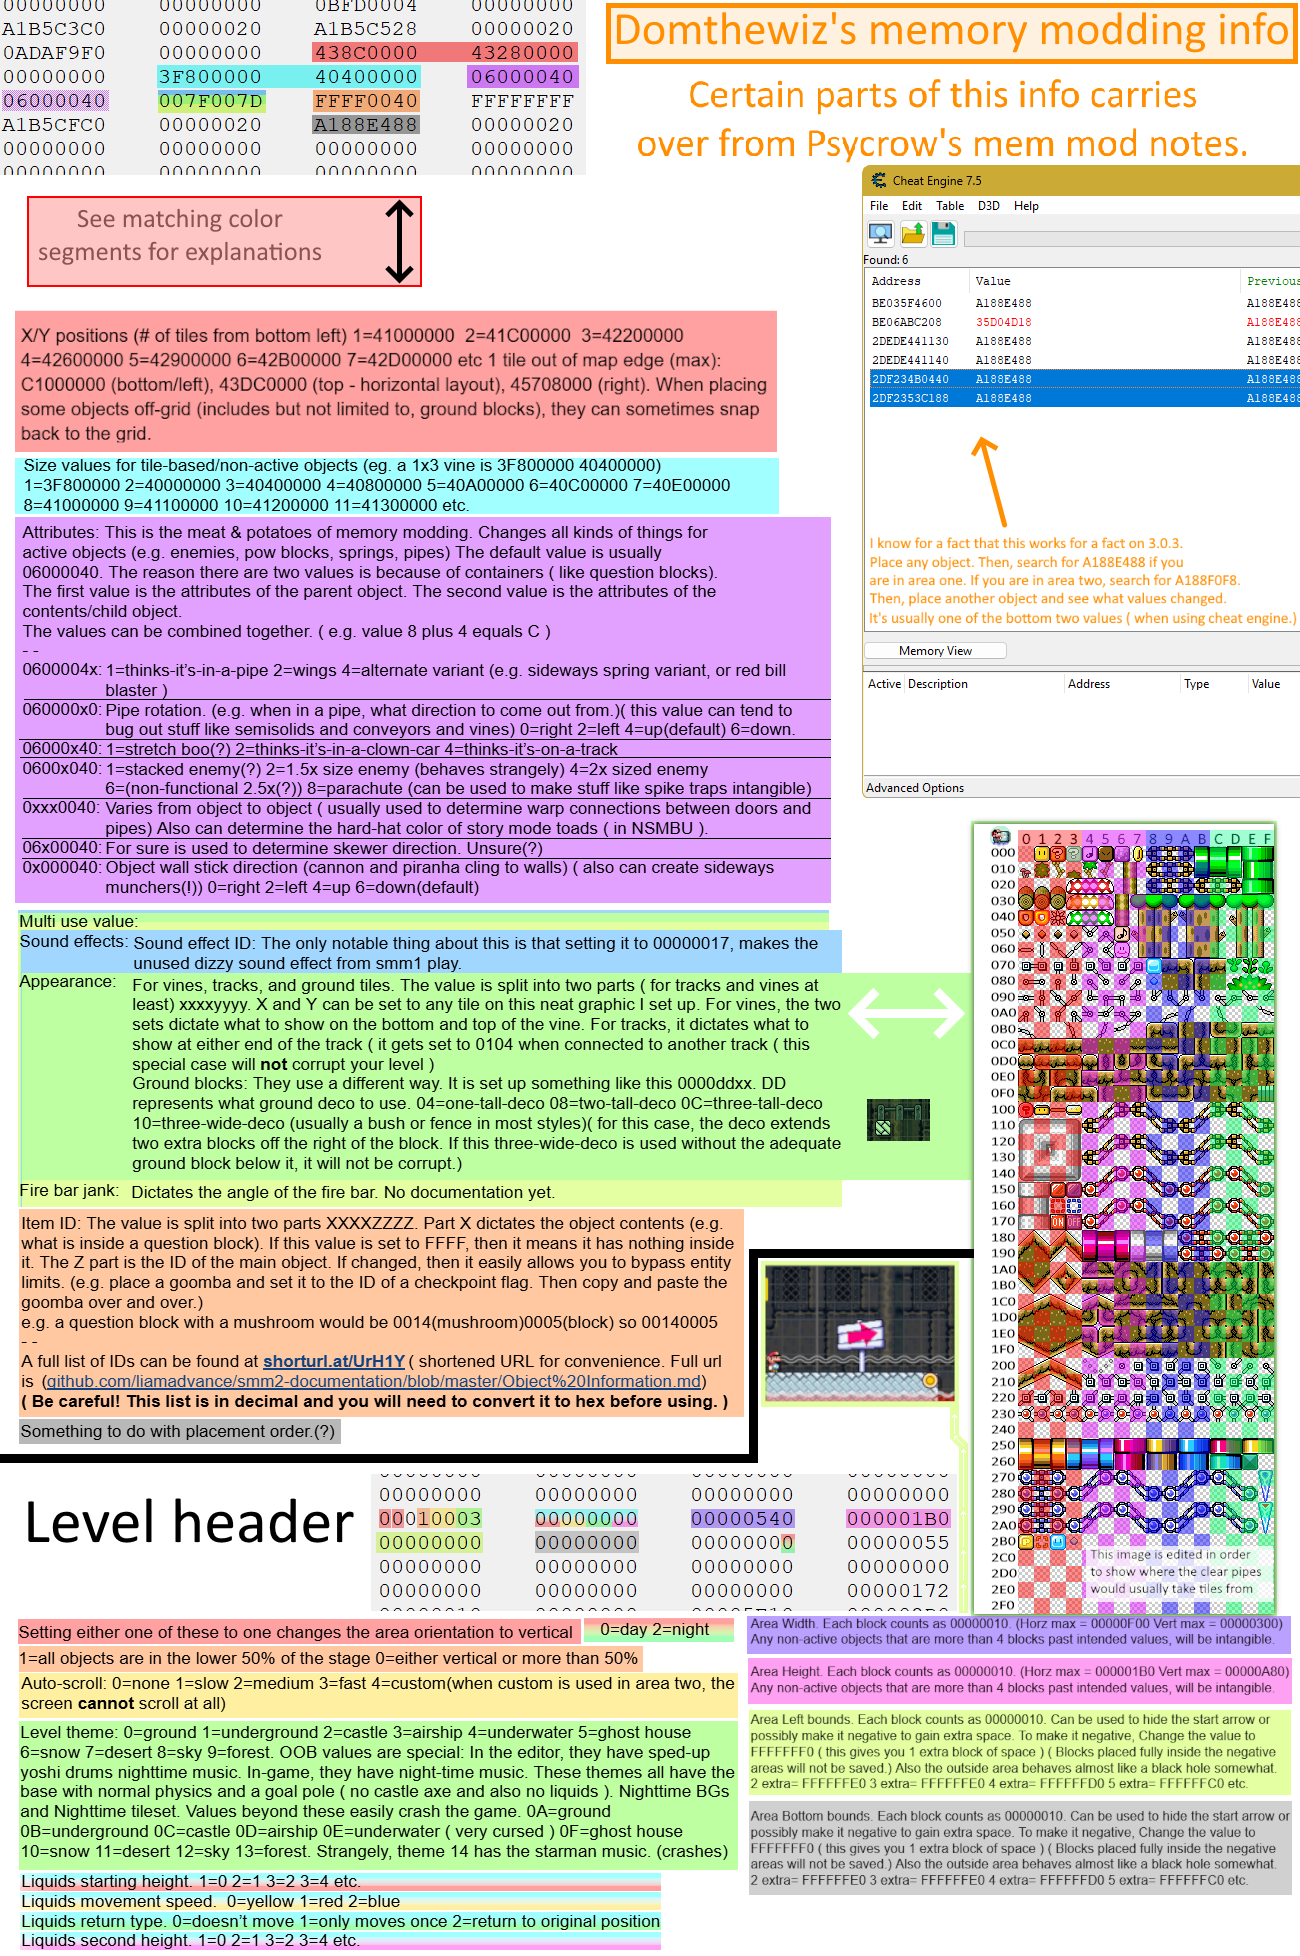 00000000 00000000 0BFD0004 00000000
A1B5C3C0 00000020 A1B5C528 00000020
0ADAF9F0 00000000 438C0000 43280000
00000000 3F800000 40400000 06000040
06000040 007F007D FFFF0040 FFFFFFFF
A1B5CFC0 00000020 A188E488 00000020
00000000 00000000 00000000 00000000
00000000 00000000 00000000 00000000
Domthewiz's memory modding info
Certain parts of this info carries
over from Psycrow's mem mod notes.
See matching color
segments for explanations
Cheat Engine 7.5
File Edit Table D3D Help
Found: 6
Address Value Previous
BE035F4600 A188E488 A188E488
BE06ABC208 35D04D18 A188E488
2DEDE441130 A188E488 A188E488
2DEDE441140 A188E488 A188E488
2DF234B0440 A188E488 A188E488
2DF2353C188 A188E488 A188E488
I know for a fact that this works for a fact on 3.0.3.
Place any object. Then, search for A188E488 if you
are in area one. If you are in area two, search for A188F0F8.
Then, place another object and see what values changed.
It's usually one of the bottom two values ( when using cheat engine.)
Memory View
Active Description Address Type Value
Advanced Options
X/Y positions (# of tiles from bottom left) 1=41000000 2=41C00000 3=42200000
4=42600000 5=42900000 6=42B00000 7=42D00000 etc 1 tile out of map edge (max):
C1000000 (bottom/left), 43DC0000 (top - horizontal layout), 45708000 (right). When placing
some objects off-grid (includes but not limited to, ground blocks), they can sometimes snap
back to the grid.
Size values for tile-based/non-active objects (eg. a 1x3 vine is 3F800000 40400000)
1=3F800000 2=40000000 3=40400000 4=40800000 5=40A00000 6=40C00000 7=40E00000
8=41000000 9=41100000 10=41200000 11=41300000 etc.
Attributes: This is the meat & potatoes of memory modding. Changes all kinds of things for
active objects (e.g. enemies, pow blocks, springs, pipes) The default value is usually
06000040. The reason there are two values is because of containers ( like question blocks).
The first value is the attributes of the parent object. The second value is the attributes of the
contents/child object.
The values can be combined together. ( e.g. value 8 plus 4 equals C )
- -
0600004x: 1=thinks-it's-in-a-pipe 2=wings 4=alternate variant (e.g. sideways spring variant, or red bill
blaster )
060000x0: Pipe rotation. (e.g. when in a pipe, what direction to come out from.)( this value can tend to
bug out stuff like semisolids and conveyors and vines) 0=right 2=left 4=up(default) 6=down.
06000x40: 1=stretch boo(?) 2=thinks-it's-in-a-clown-car 4=thinks-it's-on-a-track
0600x040: 1=stacked enemy(?) 2=1.5x size enemy (behaves strangely) 4=2x sized enemy
6=(non-functional 2.5x(?)) 8=parachute (can be used to make stuff like spike traps intangible)
0xxx0040: Varies from object to object ( usually used to determine warp connections between doors and
pipes) Also can determine the hard-hat color of story mode toads ( in NSMBU ).
06x00040: For sure is used to determine skewer direction. Unsure(?)
0x000040: Object wall stick direction (cannon and piranha cling to walls) ( also can create sideways
munchers(!)) 0=right 2=left 4=up 6=down(default)
Multi use value:
Sound effects: Sound effect ID: The only notable thing about this is that setting it to 00000017, makes the
unused dizzy sound effect from smm1 play.
Appearance: For vines, tracks, and ground tiles. The value is split into two parts ( for tracks and vines at
least) xxxxyyyy. X and Y can be set to any tile on this neat graphic I set up. For vines, the two
sets dictate what to show on the bottom and top of the vine. For tracks, it dictates what to
show at either end of the track ( it gets set to 0104 when connected to another track ( this
special case will not corrupt your level )
Ground blocks: They use a different way. It is set up something like this 0000ddxx. DD
represents what ground deco to use. 04=one-tall-deco 08=two-tall-deco 0C=three-tall-deco
10=three-wide-deco (usually a bush or fence in most styles)( for this case, the deco extends
two extra blocks off the right of the block. If this three-wide-deco is used without the adequate
ground block below it, it will not be corrupt.)
Fire bar jank: Dictates the angle of the fire bar. No documentation yet.
Item ID: The value is split into two parts XXXXZZZZ. Part X dictates the object contents (e.g.
what is inside a question block). If this value is set to FFFF, then it means it has nothing inside
it. The Z part is the ID of the main object. If changed, then it easily allows you to bypass entity
limits. (e.g. place a goomba and set it to the ID of a checkpoint flag. Then copy and paste the
goomba over and over.)
e.g. a question block with a mushroom would be 0014(mushroom)0005(block) so 00140005
- -
A full list of IDs can be found at shorturl.at/UrH1Y ( shortened URL for convenience. Full url
is (github.com/liamadvance/smm2-documentation/blob/master/Object%20Information.md)
( Be careful! This list is in decimal and you will need to convert it to hex before using. )
Something to do with placement order.(?)
0 1 2 3 4 5 6 7 8 9 A B C D E F
000
010
020
030
040
050
060
070
080
090
0A0
0B0
0C0
0D0
0E0
0F0
100
110
120
130
140
150
160
170
ON OFF
180
190
1A0
1B0
1C0
1D0
1E0
1F0
200
210
220
230
240
250
260
270
280
290
2A0
2B0
2C0
2D0
2E0
2F0
This image is edited in order
to show where the clear pipes
would usually take tiles from
Level header
00000000 00000000 00000000 00000000
00000000 00000000 00000000 00000000
00010003 00000000 00000540 000001B0
00000000 00000000 00000000 00000055
00000000 00000000 00000000 00000000
00000000 00000000 00000000 00000172
Setting either one of these to one changes the area orientation to vertical
0=day 2=night
1=all objects are in the lower 50% of the stage 0=either vertical or more than 50%
Auto-scroll: 0=none 1=slow 2=medium 3=fast 4=custom(when custom is used in area two, the
screen cannot scroll at all)
Level theme: 0=ground 1=underground 2=castle 3=airship 4=underwater 5=ghost house
6=snow 7=desert 8=sky 9=forest. OOB values are special: In the editor, they have sped-up
yoshi drums nighttime music. In-game, they have night-time music. These themes all have the
base with normal physics and a goal pole ( no castle axe and also no liquids ). Nighttime BGs
and Nighttime tileset. Values beyond these easily crash the game. 0A=ground
0B=underground 0C=castle 0D=airship 0E=underwater ( very cursed ) 0F=ghost house
10=snow 11=desert 12=sky 13=forest. Strangely, theme 14 has the starman music. (crashes)
Liquids starting height. 1=0 2=1 3=2 3=4 etc.
Liquids movement speed. 0=yellow 1=red 2=blue
Liquids return type. 0=doesn't move 1=only moves once 2=return to original position
Liquids second height. 1=0 2=1 3=2 3=4 etc.
Area Width. Each block counts as 00000010. (Horz max = 00000F00 Vert max = 00000300)
Any non-active objects that are more than 4 blocks past intended values, will be intangible.
Area Height. Each block counts as 00000010. (Horz max = 000001B0 Vert max = 00000A80)
Any non-active objects that are more than 4 blocks past intended values, will be intangible.
Area Left bounds. Each block counts as 00000010. Can be used to hide the start arrow or
possibly make it negative to gain extra space. To make it negative, Change the value to
FFFFFFF0 ( this gives you 1 extra block of space ) ( Blocks placed fully inside the negative
areas will not be saved.) Also the outside area behaves almost like a black hole somewhat.
2 extra= FFFFFFE0 3 extra= FFFFFFE0 4 extra= FFFFFFD0 5 extra= FFFFFFC0 etc.
Area Bottom bounds. Each block counts as 00000010. Can be used to hide the start arrow or
possibly make it negative to gain extra space. To make it negative, Change the value to
FFFFFFF0 ( this gives you 1 extra block of space ) ( Blocks placed fully inside the negative
areas will not be saved.) Also the outside area behaves almost like a black hole somewhat.
2 extra= FFFFFFE0 3 extra= FFFFFFE0 4 extra= FFFFFFD0 5 extra= FFFFFFC0 etc.